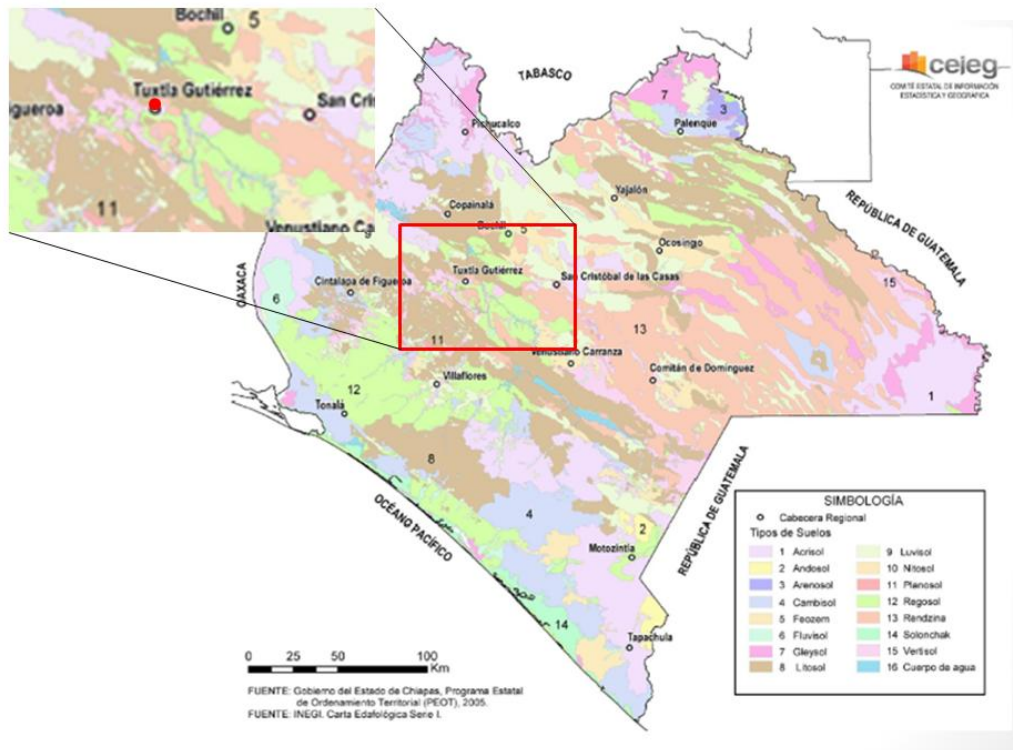 Bochil
5
Tuxtla Gutiérrez
igueroa
San Cris
11
Venustiano Ca
TABASCO
ceieg
COMITÉ ESTATAL DE INFORMACIÓN
ESTADÍSTICA Y GEOGRÁFICA
7
3
Pichucalco
Palenque
Yajalón
REPÚBLICA DE GUATEMALA
Copainalá
Bochil
5
Ocosingo
OAXACA
Tuxtla Gutiérrez
San Cristóbal de las Casas
Cintalapa de Figueroa
6
15
13
11
Venustiano Carranza
Comitán de Domínguez
Villaflores
12
1
Tonalá
8
OCÉANO PACÍFICO
4
2
REPÚBLICA DE GUATEMALA
Motozintla
14
Tapachula
SIMBOLOGÍA
Cabecera Regional
Tipos de Suelos
1 Acrisol
2 Andosol
3 Arenosol
4 Cambisol
5 Feozem
6 Fluvisol
7 Gleysol
8 Litosol
9 Luvisol
10 Nitosol
11 Planosol
12 Regosol
13 Rendzina
14 Solonchak
15 Vertisol
16 Cuerpo de agua
0 25 50 100
Km
FUENTE: Gobierno del Estado de Chiapas, Programa Estatal
de Ordenamiento Territorial (PEOT), 2005.
FUENTE: INEGI. Carta Edafológica Serie I.